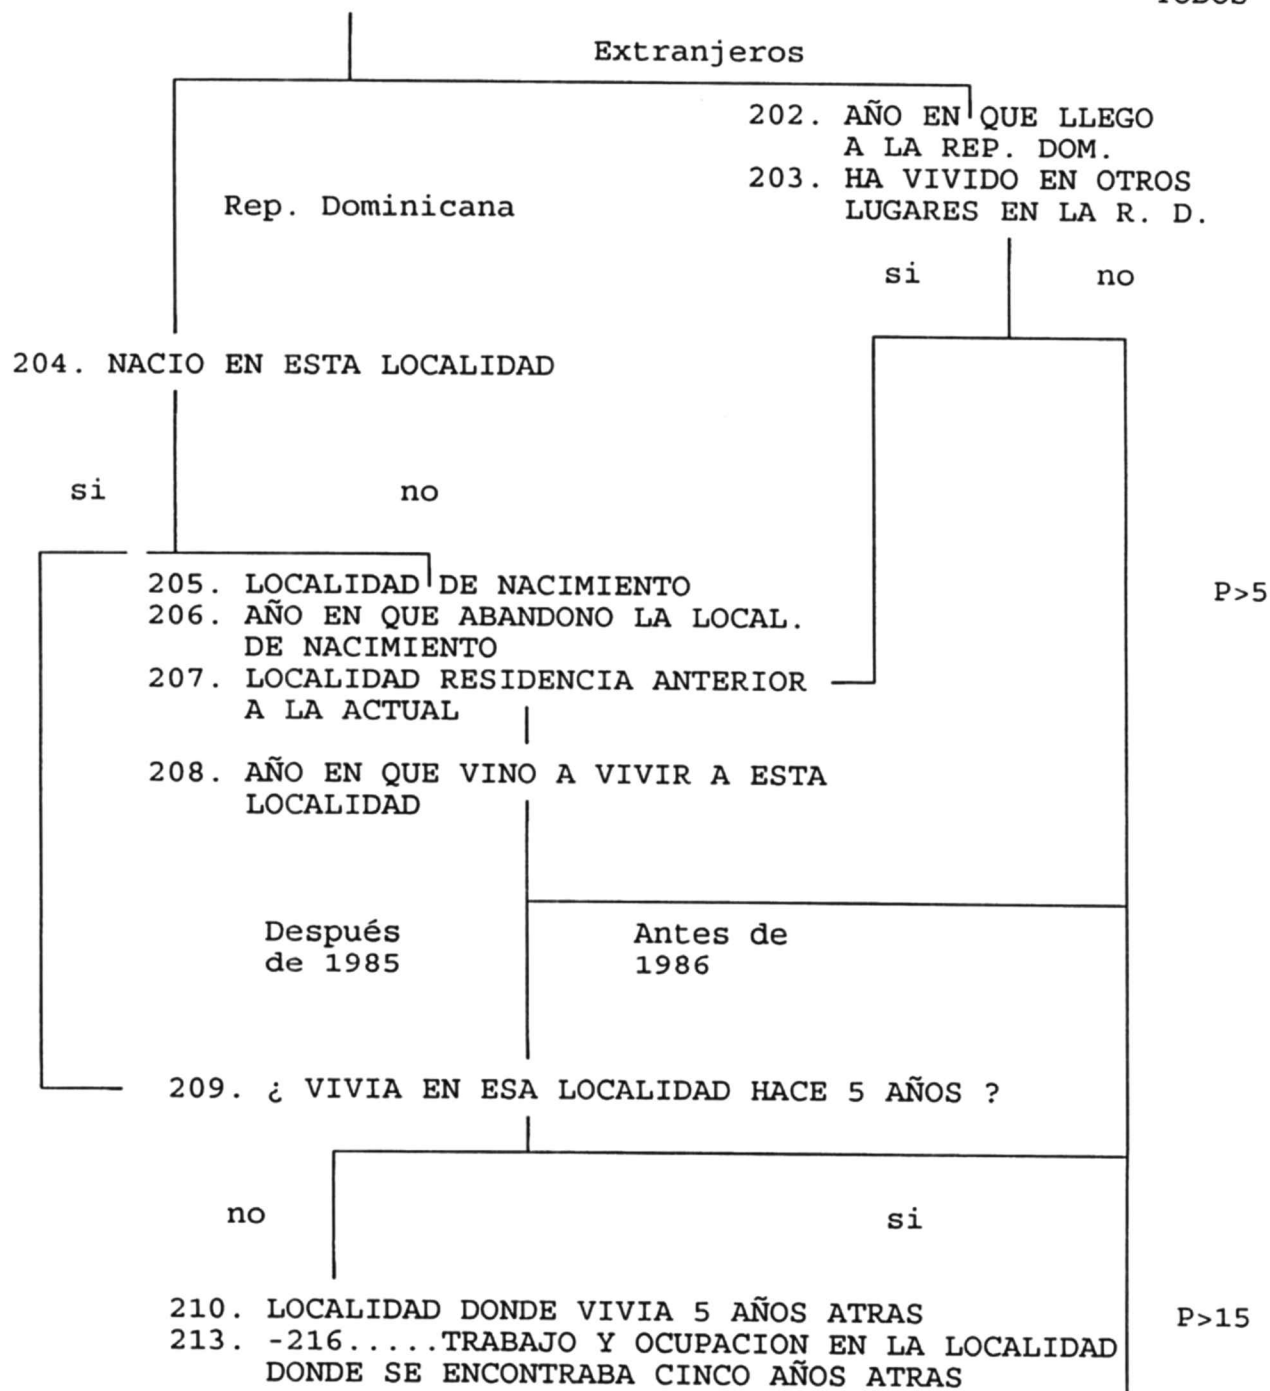 Extranjeros
202. AÑO EN QUE LLEGO
A LA REP. DOM.
203. HA VIVIDO EN OTROS
LUGARES EN LA R. D.
Rep. Dominicana
si no
204. NACIO EN ESTA LOCALIDAD
si no
205. LOCALIDAD DE NACIMIENTO
P>5
206. AÑO EN QUE ABANDONO LA LOCAL.
DE NACIMIENTO
207. LOCALIDAD RESIDENCIA ANTERIOR
A LA ACTUAL
208. AÑO EN QUE VINO A VIVIR A ESTA
LOCALIDAD
Después
de 1985
Antes de
1986
209. ¿ VIVIA EN ESA LOCALIDAD HACE 5 AÑOS ?
no si
210. LOCALIDAD DONDE VIVIA 5 AÑOS ATRAS
P>15
213. -216.....TRABAJO Y OCUPACION EN LA LOCALIDAD
DONDE SE ENCONTRABA CINCO AÑOS ATRAS